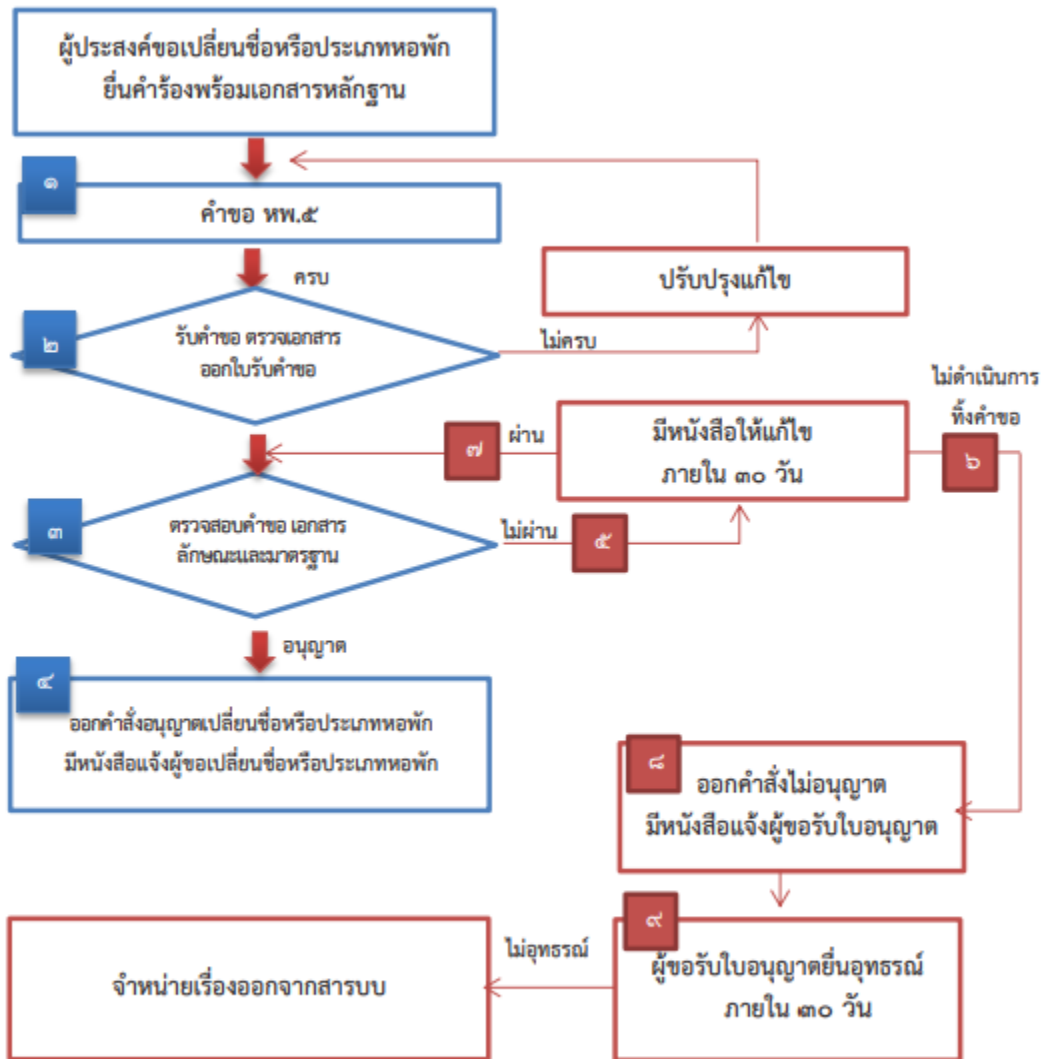 ผู้ประสงค์ขอเปลี่ยนชื่อหรือประเภทหอพัก
ยื่นคำร้องพร้อมเอกสารหลักฐาน
๑
คำขอ หพ.๕
ครบ
ปรับปรุงแก้ไข
๒
รับคำขอ ตรวจเอกสาร
ออกใบรับคำขอ
ไม่ครบ
ไม่ดำเนินการ
ทิ้งคำขอ
๗
ผ่าน
มีหนังสือให้แก้ไข
ภายใน ๓๐ วัน
๖
๓
ตรวจสอบคำขอ เอกสาร
ลักษณะและมาตรฐาน
ไม่ผ่าน
๕
อนุญาต
๔
ออกคำสั่งอนุญาตเปลี่ยนชื่อหรือประเภทหอพัก
มีหนังสือแจ้งผู้ขอเปลี่ยนชื่อหรือประเภทหอพัก
๘
ออกคำสั่งไม่อนุญาต
มีหนังสือแจ้งผู้ขอรับใบอนุญาต
๙
ผู้ขอรับใบอนุญาตยื่นอุทธรณ์
ภายใน ๓๐ วัน
ไม่อุทธรณ์
จำหน่ายเรื่องออกจากสารบบ